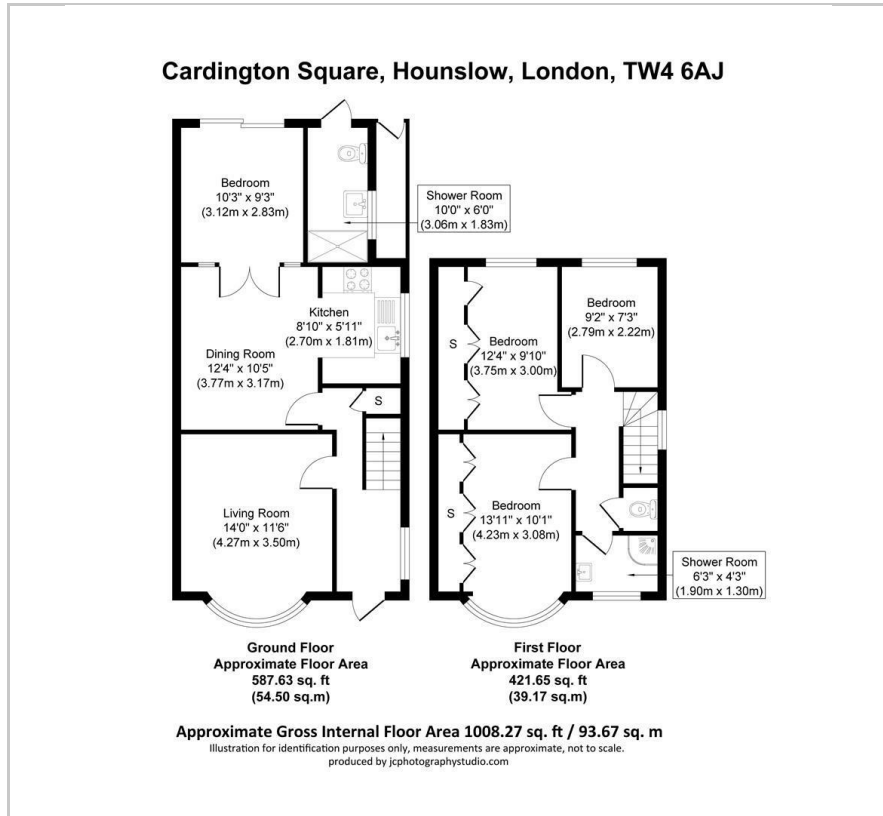 Cardington Square, Hounslow, London, TW4 6AJ
Bedroom
10'3" x 9'3"
(3.12m x 2.83m)
Shower Room
10'0" x 6'0"
(3.06m x 1.83m)
Kitchen
8'10" x 5'11"
(2.70m x 1.81m)
Dining Room
12'4" x 10'5"
(3.77m x 3.17m)
S
Living Room
14'0" x 11'6"
(4.27m x 3.50m)
Ground Floor
Approximate Floor Area
587.63 sq. ft
(54.50 sq.m)
Bedroom
9'2" x 7'3"
(2.79m x 2.22m)
S
Bedroom
12'4" x 9'10"
(3.75m x 3.00m)
S
Bedroom
13'11" x 10'1"
(4.23m x 3.08m)
Shower Room
6'3" x 4'3"
(1.90m x 1.30m)
First Floor
Approximate Floor Area
421.65 sq. ft
(39.17 sq.m)
Approximate Gross Internal Floor Area 1008.27 sq. ft / 93.67 sq. m
Illustration for identification purposes only, measurements are approximate, not to scale.
produced by jcphotographystudio.com